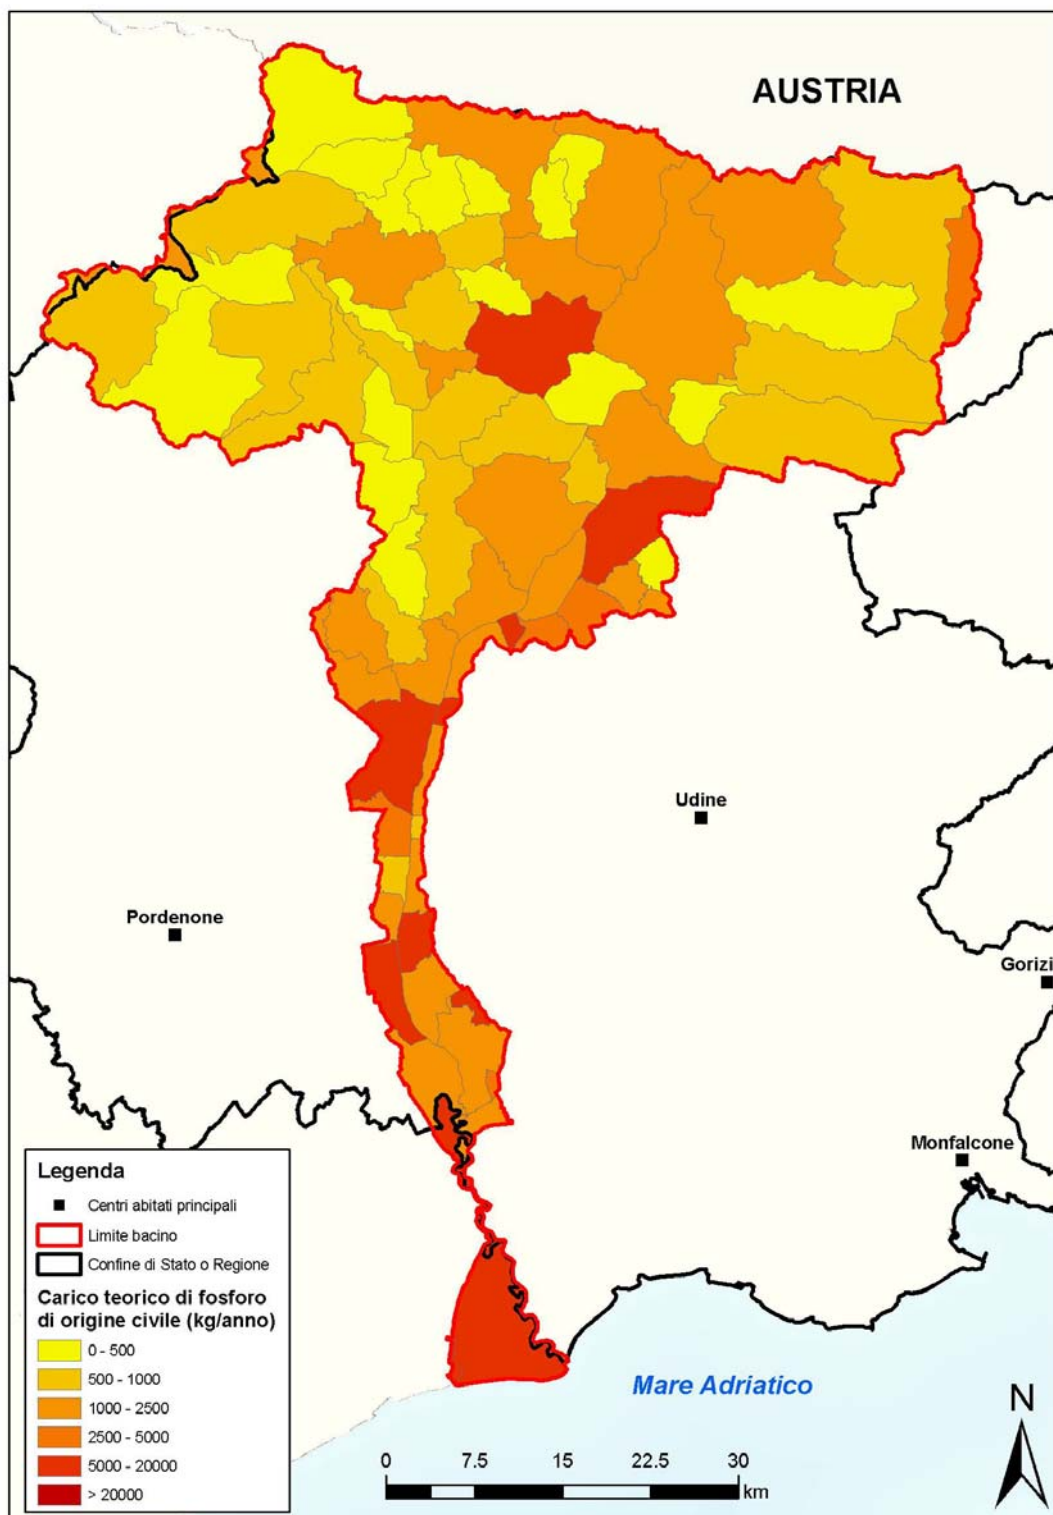 AUSTRIA
Udine
Pordenone
Gorizi
Monfalcone
Legenda
Centri abitati principali
Limite bacino
Confine di Stato o Regione
Carico teorico di fosforo
di origine civile (kg/anno)
0 - 500
500 - 1000
1000 - 2500
2500 - 5000
5000 - 20000
> 20000
Mare Adriatico
N
0 7.5 15 22.5 30
km